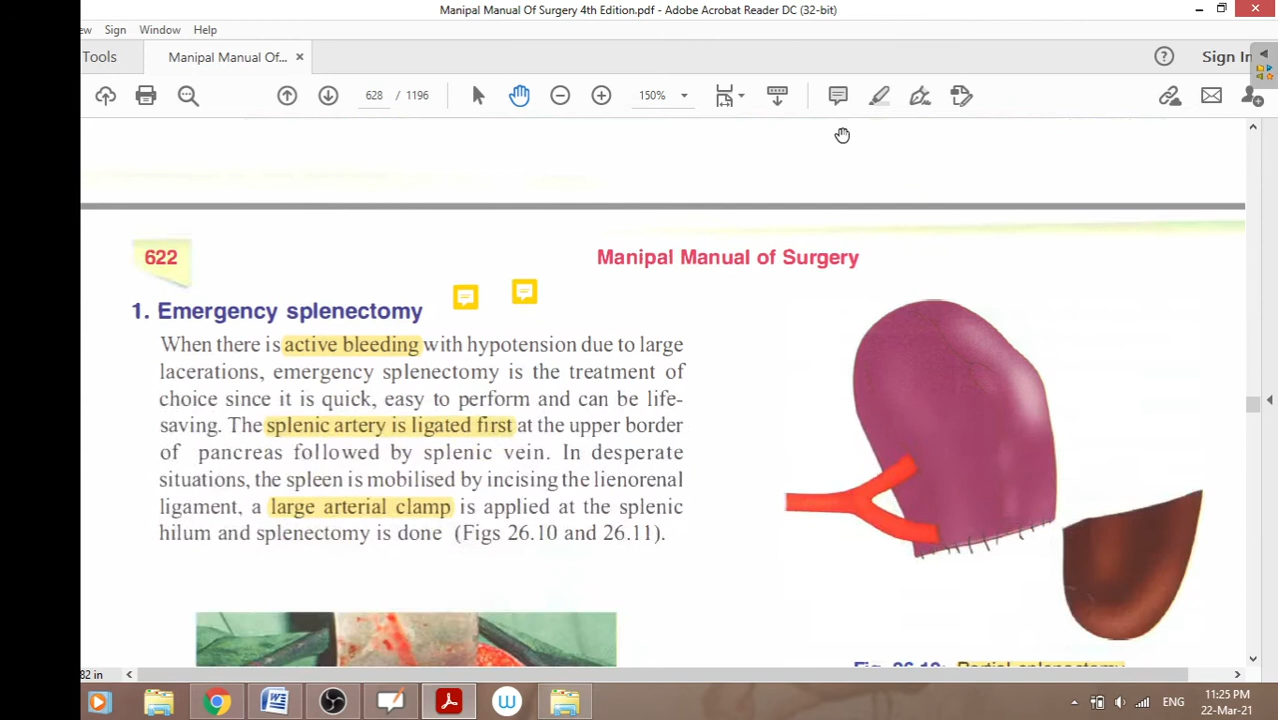 Manipal Manual Of Surgery 4th Edition.pdf - Adobe Acrobat Reader DC (32-bit)
ew Sign Window Help
Tools Manipal Manual Of... × Sign In
628 / 1196 150%
622 Manipal Manual of Surgery
1. Emergency splenectomy
When there is active bleeding with hypotension due to large
lacerations, emergency splenectomy is the treatment of
choice since it is quick, easy to perform and can be life-
saving. The splenic artery is ligated first at the upper border
of pancreas followed by splenic vein. In desperate
situations, the spleen is mobilised by incising the lienorenal
ligament, a large arterial clamp is applied at the splenic
hilum and splenectomy is done (Figs 26.10 and 26.11).
Partial splenectomy
82 in
ENG
11:25 PM
22-Mar-21